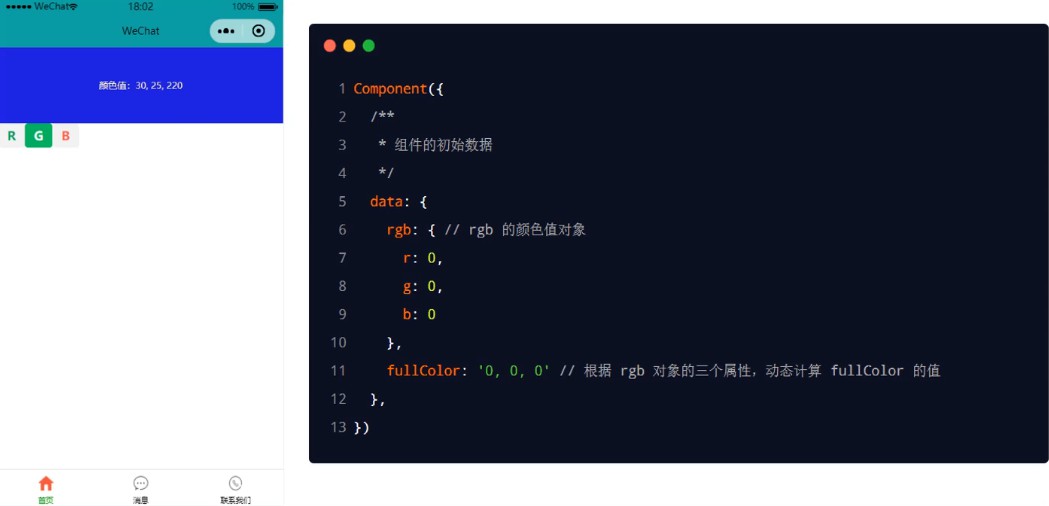 WeChat
18:02
100%
WeChat
颜色值：30, 25, 220
R
G
B
首页
消息
联系我们
1 Component({
2 /**
3 * 组件的初始数据
4 */
5 data: {
6 rgb: { // rgb 的颜色值对象
7 r: 0,
8 g: 0,
9 b: 0
10 },
11 fullColor: '0, 0, 0' // 根据 rgb 对象的三个属性，动态计算 fullColor 的值
12 },
13 })